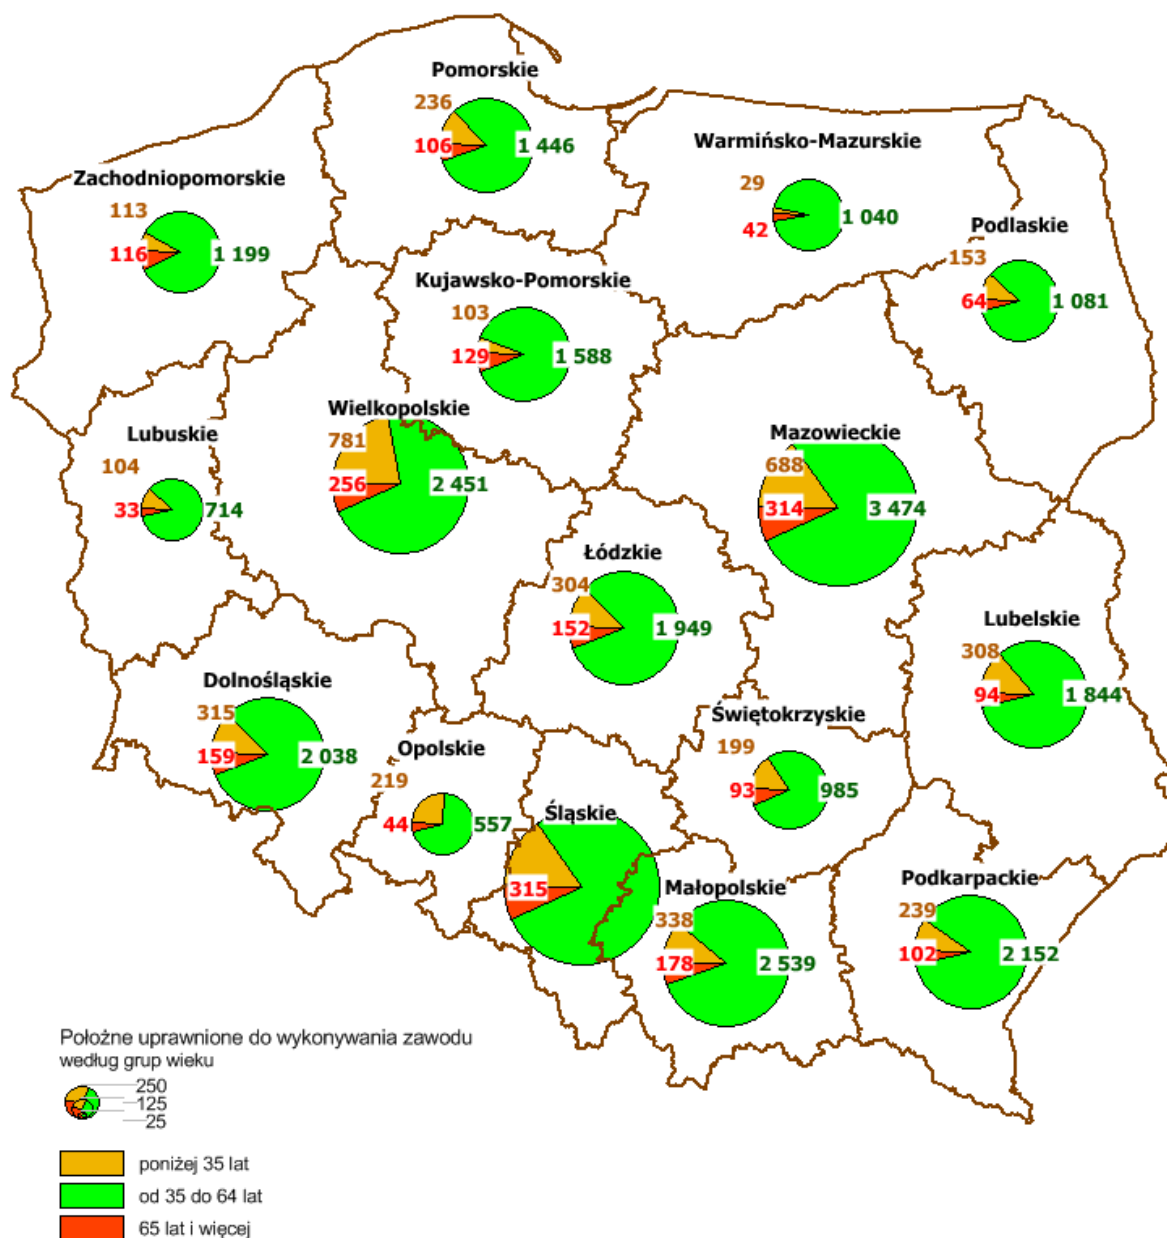 Pomorskie
236
106
1 446
Warmińsko-Mazurskie
29
42
1 040
Zachodniopomorskie
113
116
1 199
Podlaskie
153
64
1 081
Kujawsko-Pomorskie
103
129
1 588
Wielkopolskie
781
256
2 451
Lubuskie
104
33
714
Mazowieckie
688
314
3 474
Łódzkie
304
152
1 949
Lubelskie
308
94
1 844
Dolnośląskie
315
159
2 038
Świętokrzyskie
199
93
985
Opolskie
219
44
557
Śląskie
315
Małopolskie
338
178
2 539
Podkarpackie
239
102
2 152
Położne uprawnione do wykonywania zawodu
według grup wieku
250
125
25
poniżej 35 lat
od 35 do 64 lat
65 lat i więcej